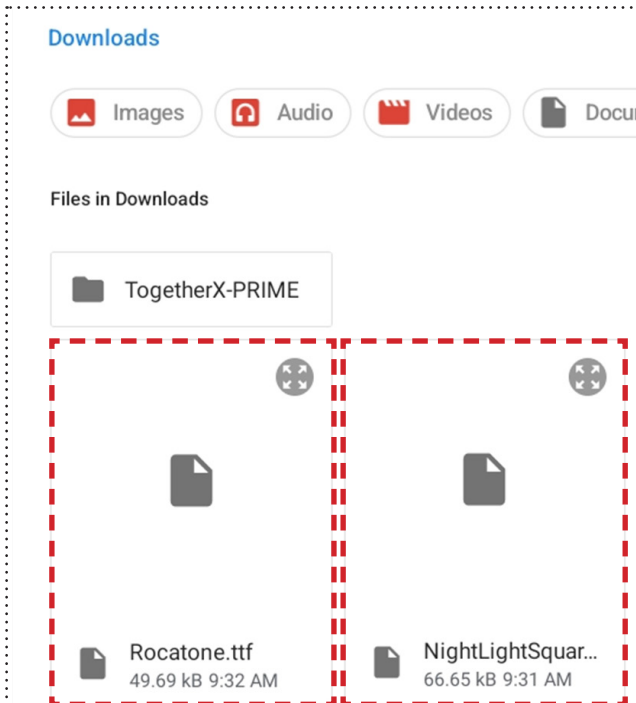 Downloads
Images Audio Videos Docu
Files in Downloads
TogetherX-PRIME
Rocatone.ttf NightLightSquar...
49.69 kB 9:32 AM 66.65 kB 9:31 AM